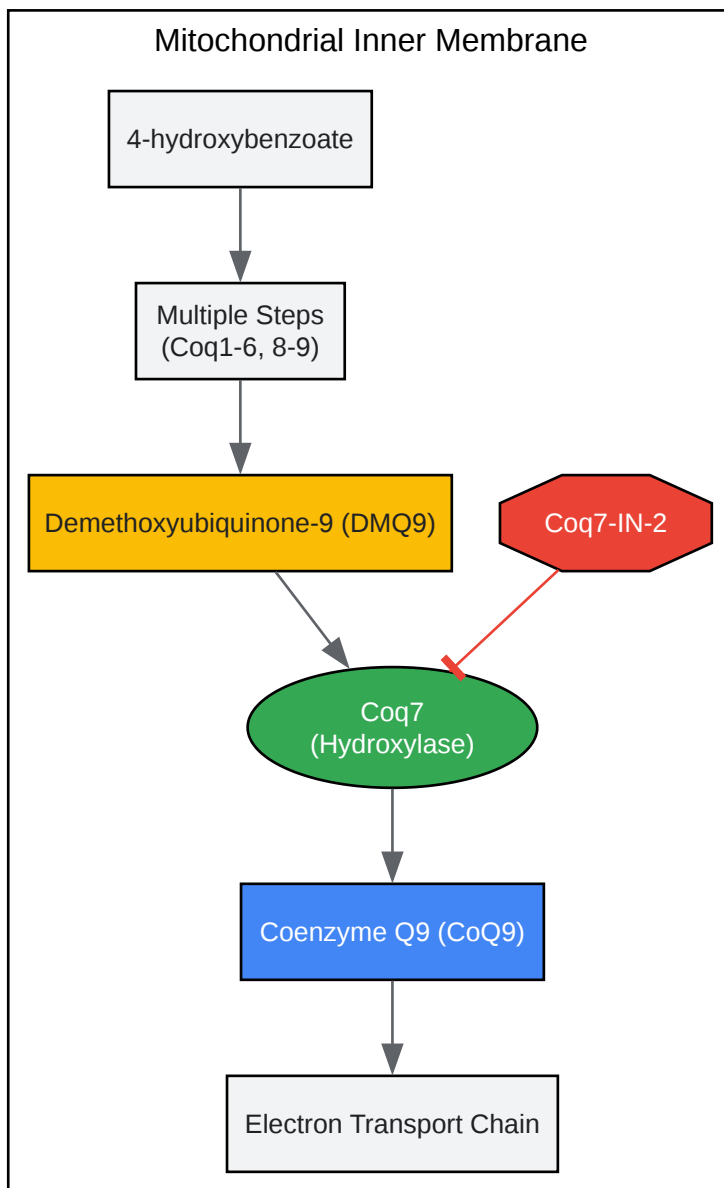 Mitochondrial Inner Membrane
4-hydroxybenzoate
Multiple Steps
(Coq1-6, 8-9)
Demethoxyubiquinone-9 (DMQ9)
Coq7-IN-2
Coq7
(Hydroxylase)
Coenzyme Q9 (CoQ9)
Electron Transport Chain